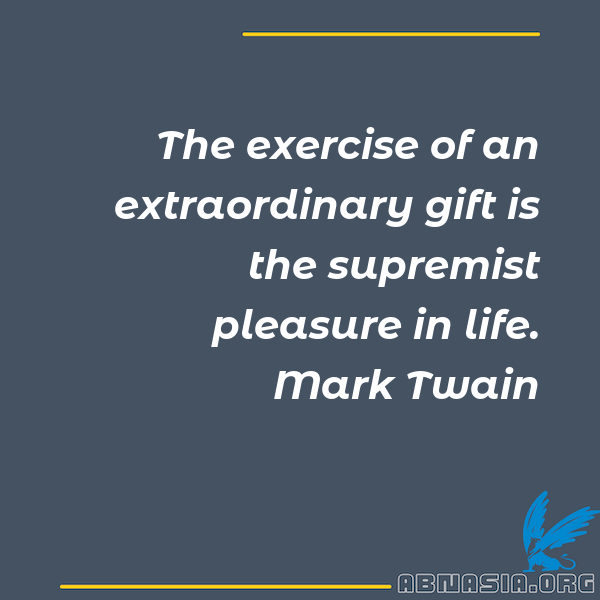 The exercise of an
extraordinary gift is
the supremist
pleasure in life.
Mark Twain
ABNASIA.ORG